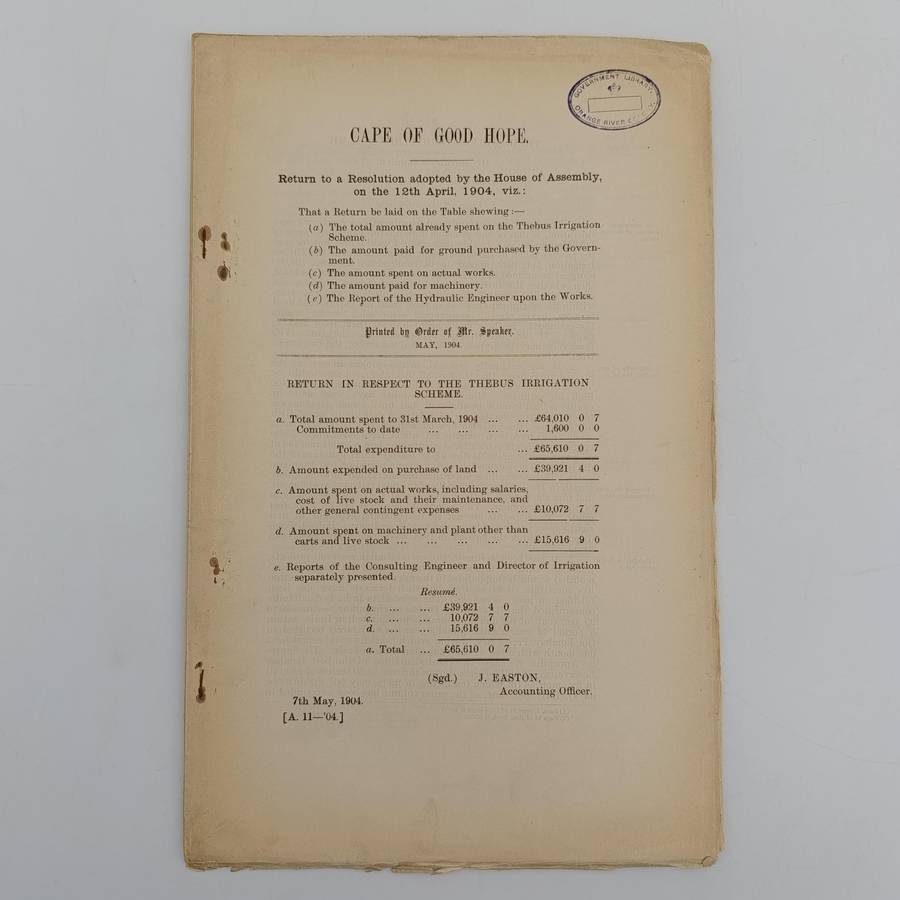 GOVERNMENT LIBRARY,
ORANGE RIVER COLONY.
CAPE OF GOOD HOPE.
Return to a Resolution adopted by the House of Assembly,
on the 12th April, 1904, viz.:
That a Return be laid on the Table shewing :—
(a) The total amount already spent on the Thebus Irrigation
Scheme.
(b) The amount paid for ground purchased by the Govern-
ment.
(c) The amount spent on actual works.
(d) The amount paid for machinery.
(e) The Report of the Hydraulic Engineer upon the Works.
Printed by Order of Mr. Speaker.
MAY, 1904.
RETURN IN RESPECT TO THE THEBUS IRRIGATION
SCHEME.
a. Total amount spent to 31st March, 1904 ... ... £64,010 0 7
Commitments to date ... ... ... ... 1,600 0 0
Total expenditure to ... £65,610 0 7
b. Amount expended on purchase of land ... ... £39,921 4 0
c. Amount spent on actual works, including salaries,
cost of live stock and their maintenance, and
other general contingent expenses ... ... £10,072 7 7
d. Amount spent on machinery and plant other than
carts and live stock ... ... ... ... ... £15,616 9 0
e. Reports of the Consulting Engineer and Director of Irrigation
separately presented.
Resumé.
b. ... ... £39,921 4 0
c. ... ... 10,072 7 7
d. ... ... 15,616 9 0
a. Total ... £65,610 0 7
(Sgd.) J. EASTON,
Accounting Officer.
7th May, 1904.
[A. 11—'04.]